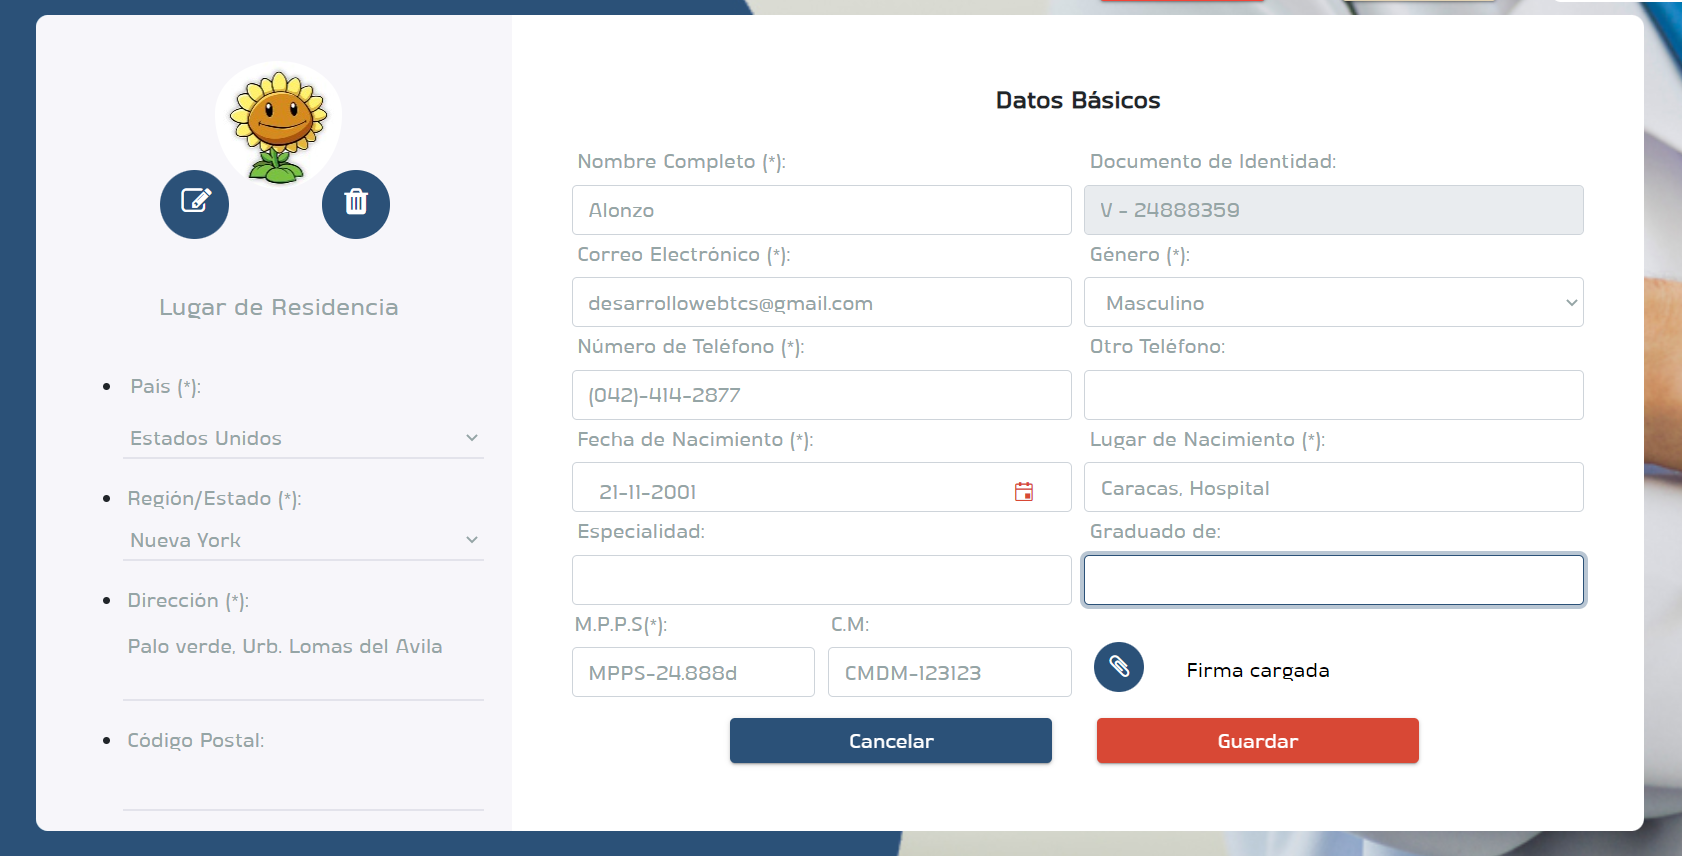 Lugar de Residencia
País (*):
Estados Unidos
Región/Estado (*):
Nueva York
Dirección (*):
Palo verde, Urb. Lomas del Avila
Código Postal:
Datos Básicos
Nombre Completo (*):
Documento de Identidad:
Alonzo
V - 24888359
Correo Electrónico (*):
Género (*):
desarrollowebtcs@gmail.com
Masculino
Número de Teléfono (*):
Otro Teléfono:
(042)-414-2877
Fecha de Nacimiento (*):
Lugar de Nacimiento (*):
21-11-2001
Caracas, Hospital
Especialidad:
Graduado de:
M.P.P.S(*):
C.M:
MPPS-24.888d
CMDM-123123
Firma cargada
Cancelar
Guardar